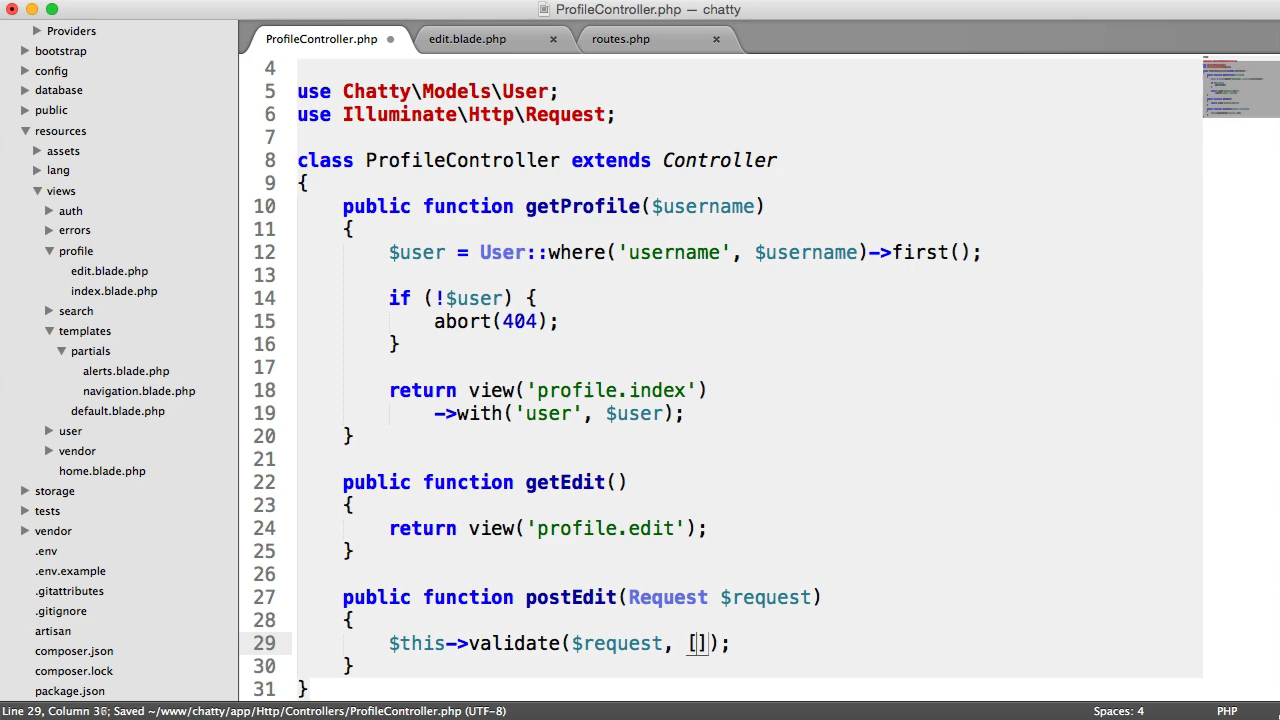 ProfileController.php — chatty
Providers
bootstrap
config
database
public
resources
assets
lang
views
auth
errors
profile
edit.blade.php
index.blade.php
search
templates
partials
alerts.blade.php
navigation.blade.php
default.blade.php
user
vendor
home.blade.php
storage
tests
vendor
.env
.env.example
.gitattributes
.gitignore
artisan
composer.json
composer.lock
package.json
ProfileController.php
edit.blade.php ×
routes.php ×
4
5 use Chatty\Models\User;
6 use Illuminate\Http\Request;
7
8 class ProfileController extends Controller
9 {
10 public function getProfile($username)
11 {
12 $user = User::where('username', $username)->first();
13
14 if (!$user) {
15 abort(404);
16 }
17
18 return view('profile.index')
19 ->with('user', $user);
20 }
21
22 public function getEdit()
23 {
24 return view('profile.edit');
25 }
26
27 public function postEdit(Request $request)
28 {
29 $this->validate($request, []);
30 }
31 }
Line 29, Column 36; Saved ~/www/chatty/app/Http/Controllers/ProfileController.php (UTF-8)
Spaces: 4
PHP